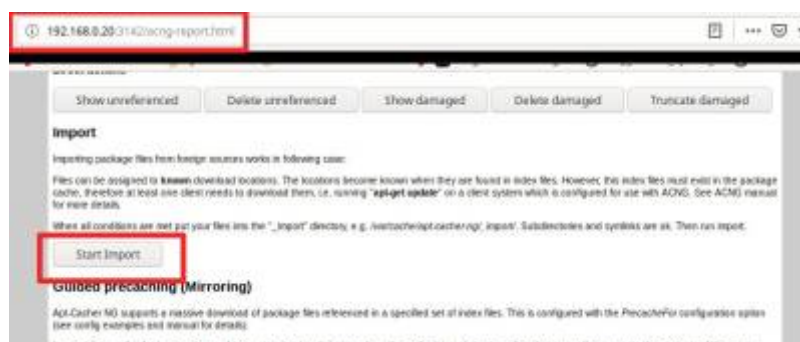 192.168.0.20:3142/acng-report.html
Show unreferenced Delete unreferenced Show damaged Delete damaged Truncate damaged
Import
Importing package files from foreign sources works in following case:
Files can be assigned to known download locations. The locations become known when they are found in index files. However, this index files must exist in the package
cache, therefore at least one client needs to download them, i.e. running "apt-get update" on a client system which is configured for use with ACNG. See ACNG manual
for more details.
When all conditions are met put your files into the "_import" directory, e.g. /var/cache/apt-cacher-ng/_import/. Subdirectories and symlinks are ok. Then run import.
Start Import
Guided precaching (Mirroring)
Apt-Cacher NG supports a massive download of package files referenced in a specified set of index files. This is configured with the PrecacheFor configuration option
(see config examples and manual for details).